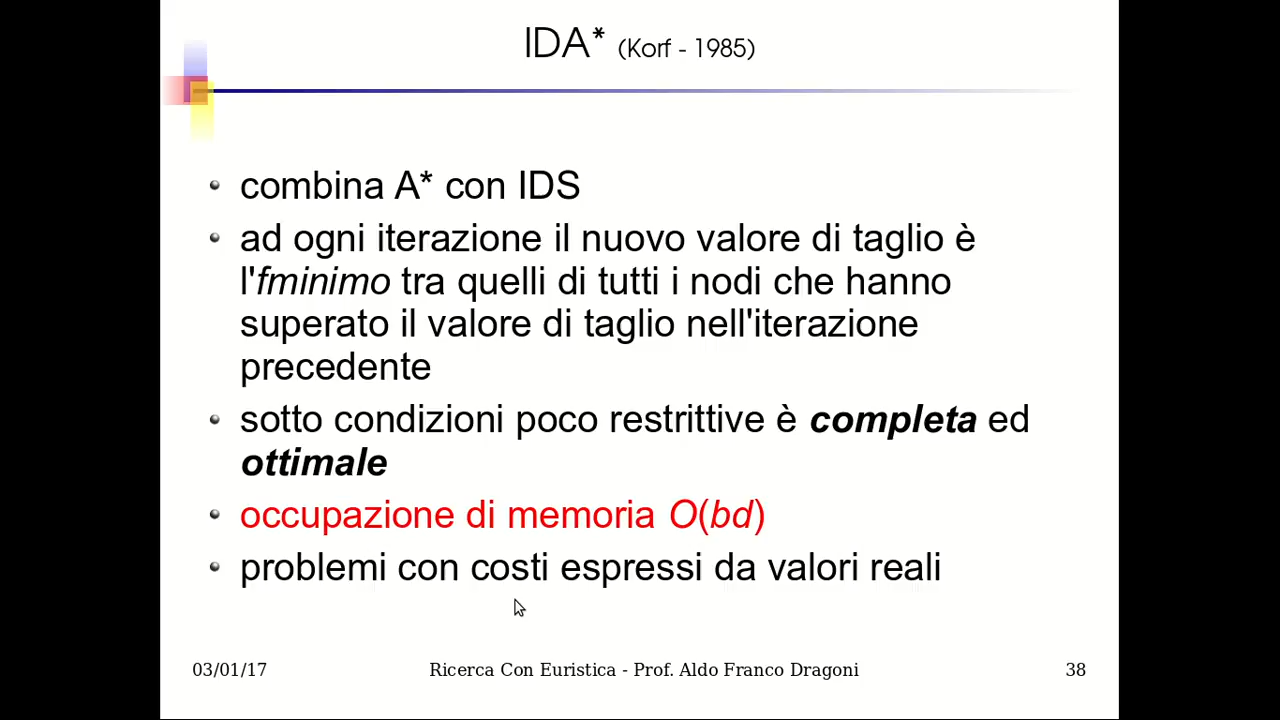 IDA* (Korf - 1985)
combina A* con IDS
ad ogni iterazione il nuovo valore di taglio è
l'fminimo tra quelli di tutti i nodi che hanno
superato il valore di taglio nell'iterazione
precedente
sotto condizioni poco restrittive è completa ed
ottimale
occupazione di memoria O(bd)
problemi con costi espressi da valori reali
03/01/17 Ricerca Con Euristica - Prof. Aldo Franco Dragoni 38